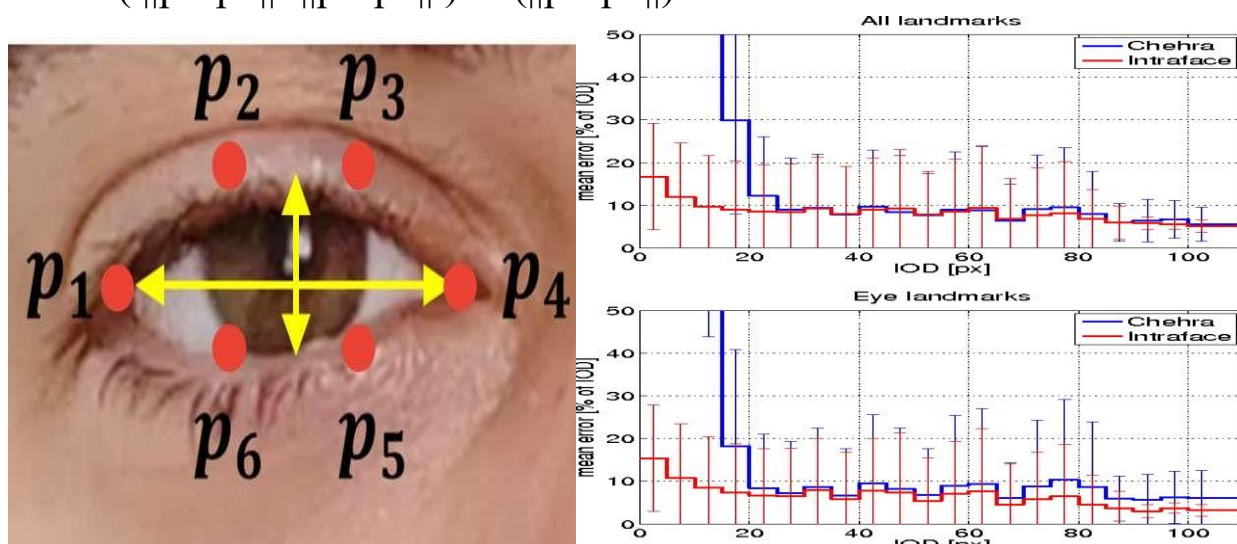 p2 p3
p1 p4
p6 p5
All landmarks
Chehra
Intraface
mean error [% of IOD]
50
40
30
20
10
0
0 20 40 60 80 100
IOD [px]
Eye landmarks
Chehra
Intraface
mean error [% of IOD]
50
40
30
20
10
0
0 20 40 60 80 100
IOD [px]